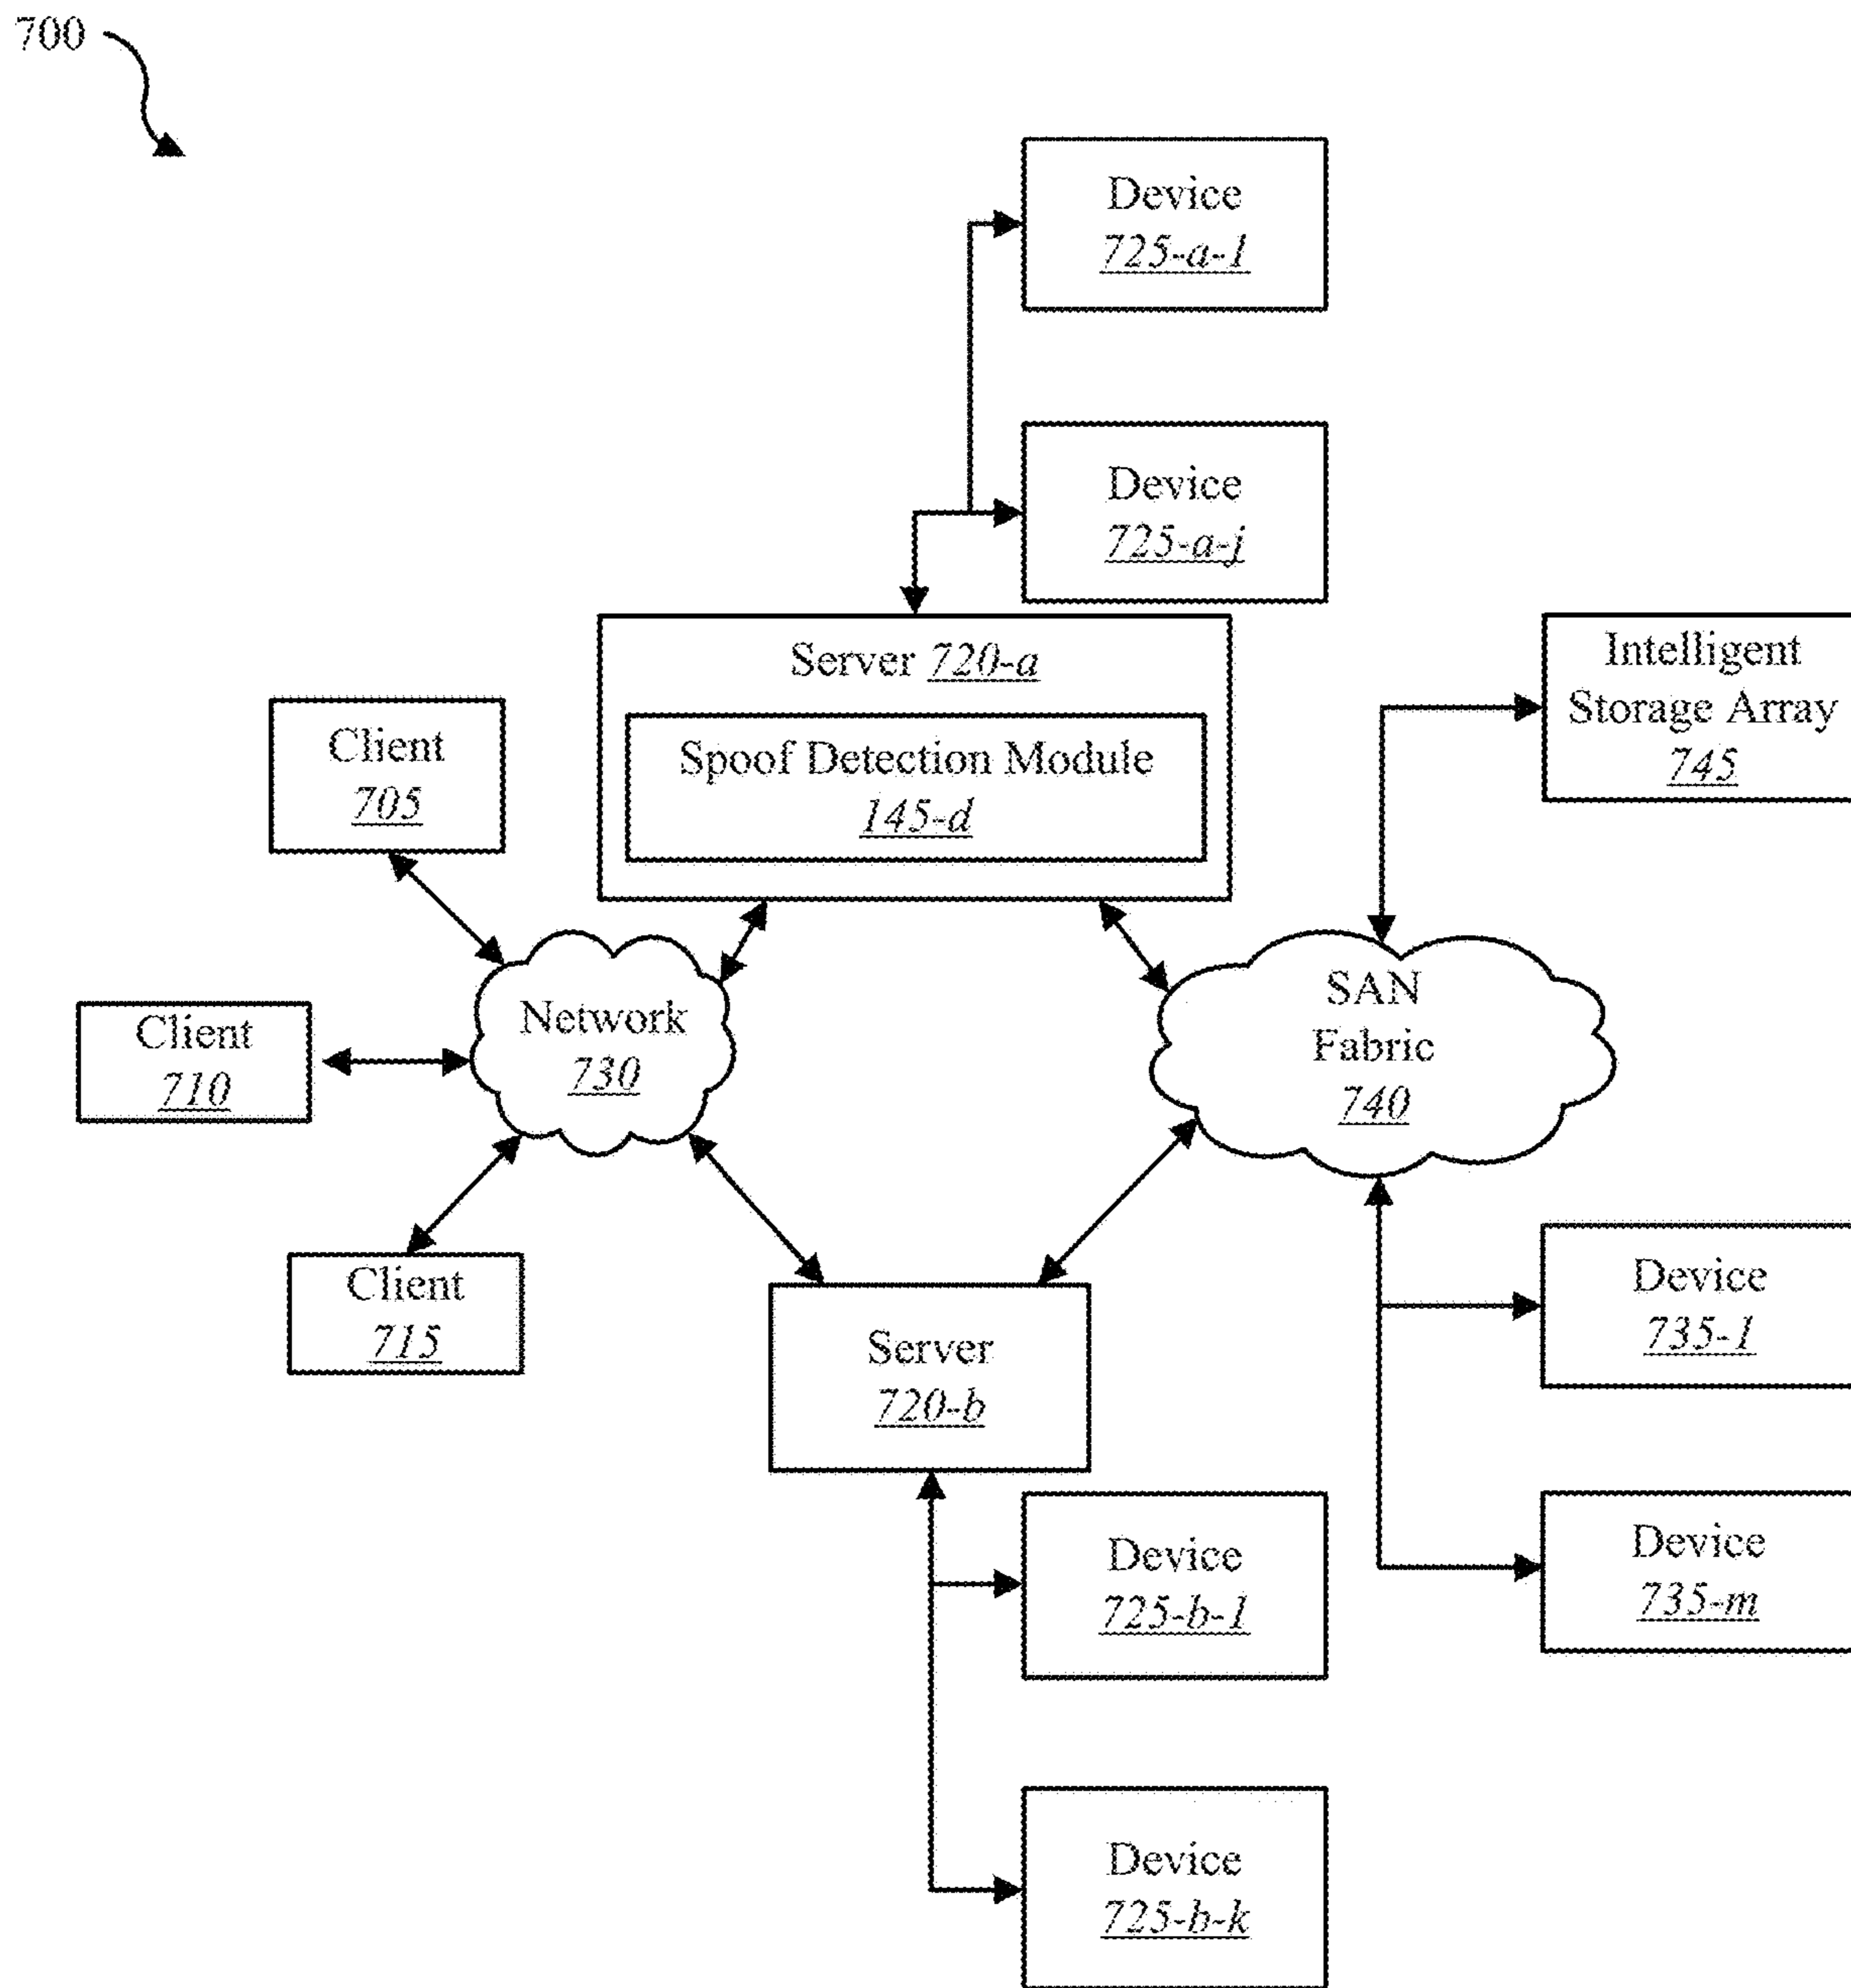 700
Device
725-a-1
Device
725-a-j
Server 720-a
Spoof Detection Module
145-d
Intelligent
Storage Array
745
Client
705
Network
730
SAN
Fabric
740
Client
710
Client
715
Server
720-b
Device
735-1
Device
735-m
Device
725-b-1
Device
725-b-k